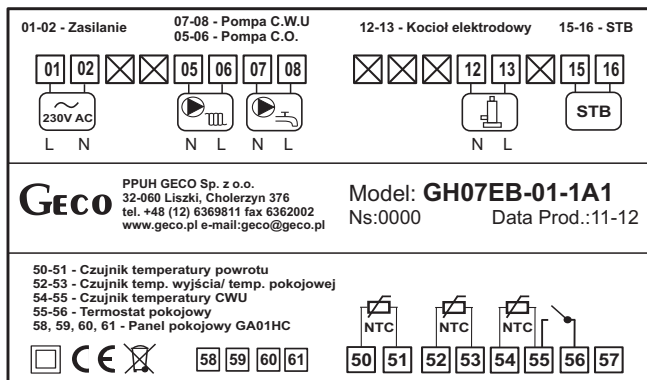 01-02 - Zasilanie
07-08 - Pompa C.W.U
05-06 - Pompa C.O.
12-13 - Kocioł elektrodowy
15-16 - STB
01 02 05 06 07 08 12 13 15 16
230V AC
STB
L N N L N L N L
GECO
PPUH GECO Sp. z o.o.
32-060 Liszki, Cholerzyn 376
tel. +48 (12) 6369811 fax 6362002
www.geco.pl e-mail:geco@geco.pl
Model: GH07EB-01-1A1
Ns:0000 Data Prod.:11-12
50-51 - Czujnik temperatury powrotu
52-53 - Czujnik temp. wyjścia/ temp. pokojowej
54-55 - Czujnik temperatury CWU
55-56 - Termostat pokojowy
58, 59, 60, 61 - Panel pokojowy GA01HC
CE
58 59 60 61
NTC NTC NTC
50 51 52 53 54 55 56 57